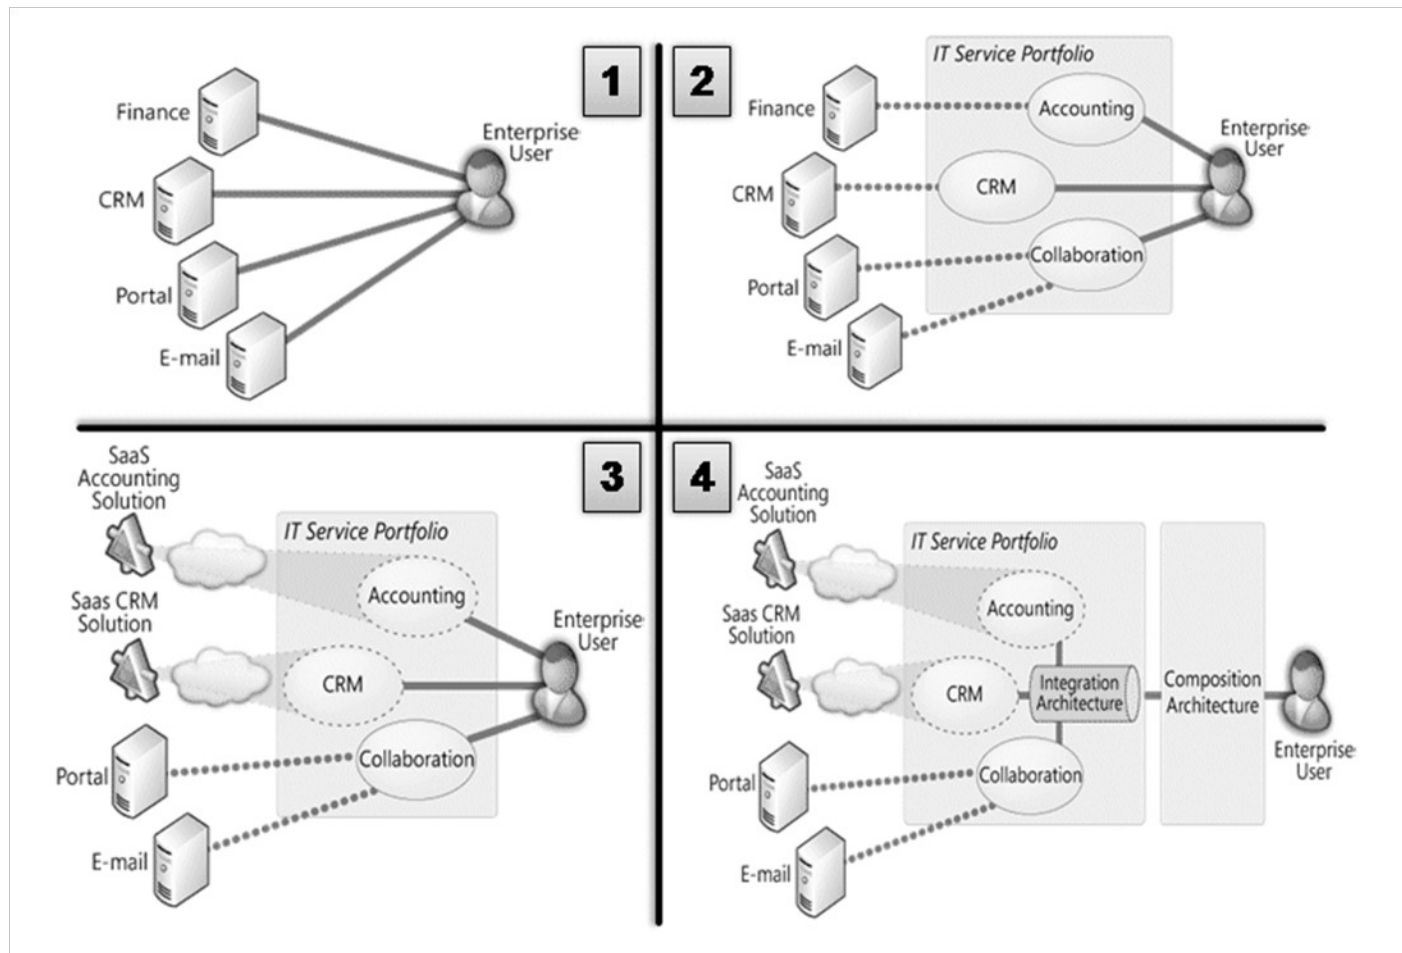 1
Finance
CRM
Portal
E-mail
Enterprise
User
2
IT Service Portfolio
Finance
CRM
Portal
E-mail
Accounting
CRM
Collaboration
Enterprise
User
3
SaaS
Accounting
Solution
Saas CRM
Solution
Portal
E-mail
IT Service Portfolio
Accounting
CRM
Collaboration
Enterprise
User
4
SaaS
Accounting
Solution
SaaS CRM
Solution
Portal
E-mail
IT Service Portfolio
Accounting
CRM
Collaboration
Integration
Architecture
Composition
Architecture
Enterprise
User